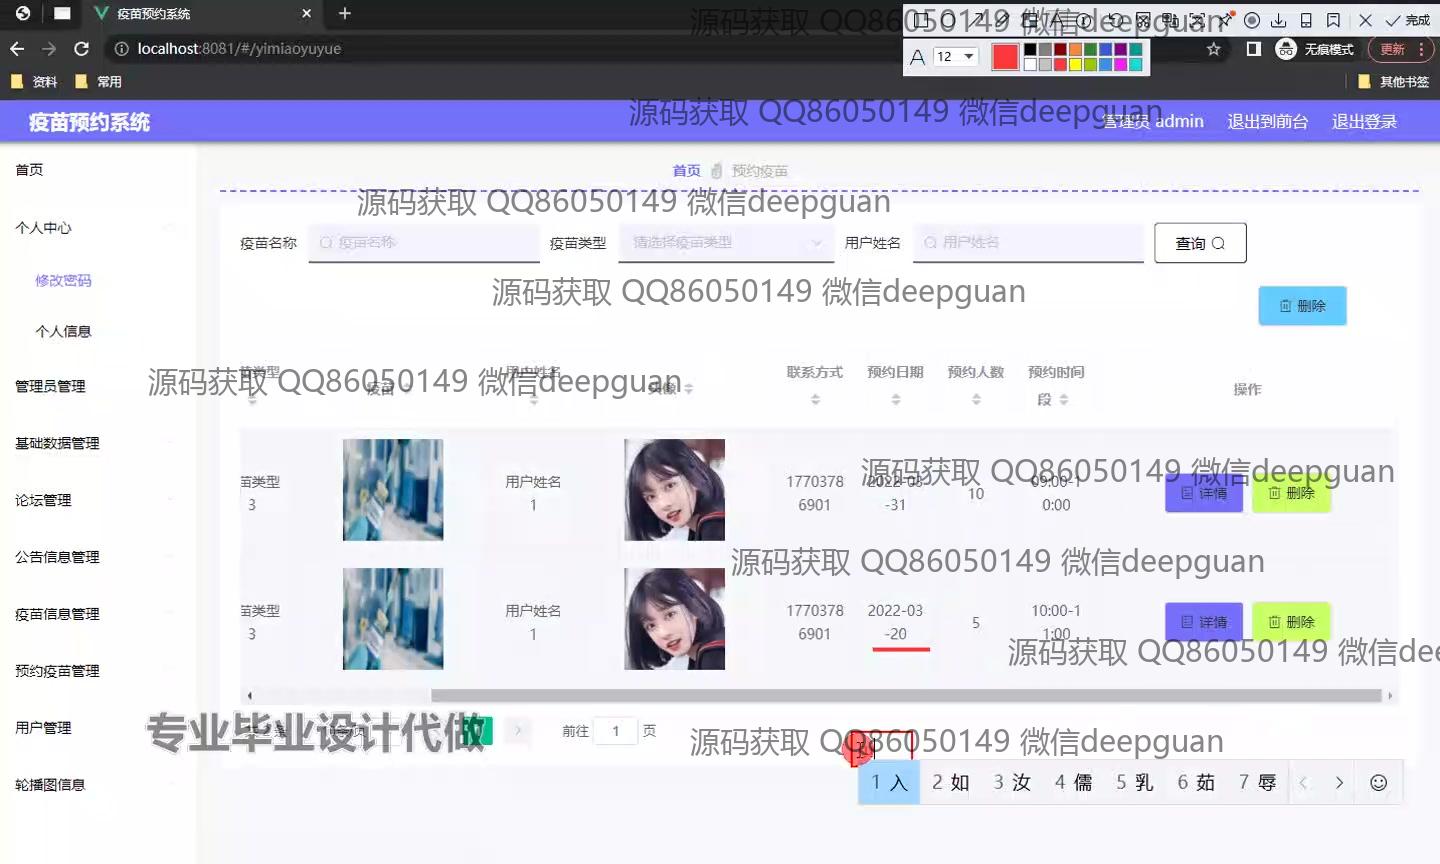 疫苗预约系统
完成
localhost:8081/#/yimiaoyuyue
A 12
无痕模式
更新
资料
常用
其他书签
源码获取 QQ86050149 微信deepguan
源码获取 QQ86050149 微信deepguan
疫苗预约系统
管理员 admin
退出到前台
退出登录
首页
首页
预约疫苗
源码获取 QQ86050149 微信deepguan
个人中心
疫苗名称
疫苗名称
疫苗类型
请选择疫苗类型
用户姓名
用户姓名
查询
修改密码
源码获取 QQ86050149 微信deepguan
删除
个人信息
苗类型
疫苗
用户姓名
头像
联系方式
预约日期
预约人数
预约时间段
操作
源码获取 QQ86050149 微信deepguan
管理员管理
基础数据管理
源码获取 QQ86050149 微信deepguan
苗类型
3
用户姓名
1
1770378
6901
2022-03
-31
10
09:00-1
0:00
详情
删除
论坛管理
公告信息管理
源码获取 QQ86050149 微信deepguan
苗类型
3
用户姓名
1
1770378
6901
2022-03
-20
5
10:00-1
1:00
详情
删除
疫苗信息管理
源码获取 QQ86050149 微信dee
预约疫苗管理
用户管理
专业毕业设计代做
前往 1 页
源码获取 QQ86050149 微信deepguan
轮播图信息
1 入 2 如 3 汝 4 儒 5 乳 6 茹 7 辱